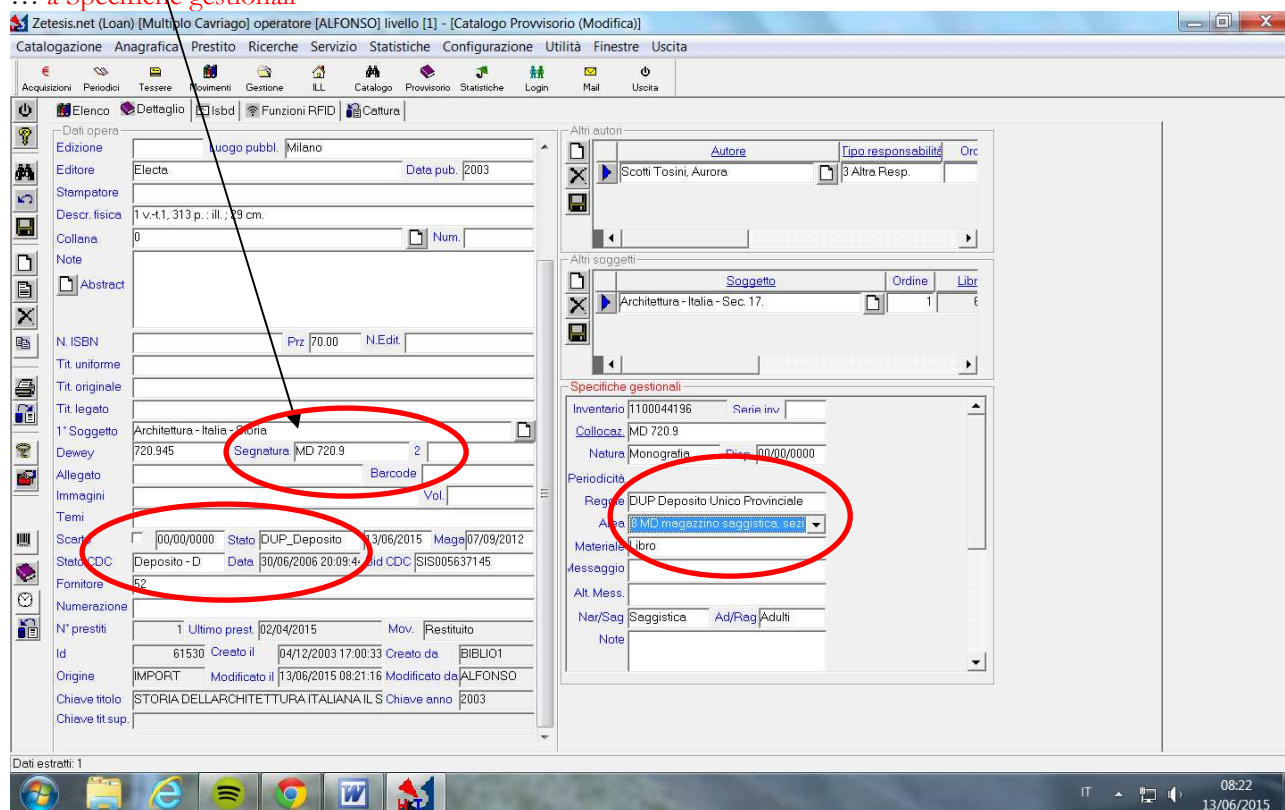 … a Specifiche gestionali
Zetesis.net (Loan) [Multiplo Cavriago] operatore [ALFONSO] livello [1] - [Catalogo Provvisorio (Modifica)]
Catalogazione Anagrafica Prestito Ricerche Servizio Statistiche Configurazione Utilità Finestre Uscita
Acquisizioni Periodici Tessere Movimenti Gestione ILL Catalogo Provvisorio Statistiche Login Mail Uscita
Elenco Dettaglio Isbd Funzioni RFID Cattura
Dati opera
Edizione Luogo pubbl. Milano
Editore Electa Data pub. 2003
Stampatore
Descr. fisica 1 v.-t.1, 313 p. : ill. ; 29 cm.
Collana 0 Num.
Note
Abstract
N. ISBN Prz 70.00 N.Edit.
Tit. uniforme
Tit. originale
Tit. legato
1° Soggetto Architettura - Italia - Storia
Dewey 720.945 Segnatura MD 720.9 2
Allegato Barcode
Immagini Vol.
Temi
Scarto 00/00/0000 Stato DUP_Deposito 13/06/2015 Maga 07/09/2012
Stato CDC Deposito - D Data 30/06/2006 20:09:4 Bid CDC SIS005637145
Fornitore 52
Numerazione
N° prestiti 1 Ultimo prest. 02/04/2015 Mov. Restituito
Id 61530 Creato il 04/12/2003 17:00:33 Creato da BIBLIO1
Origine IMPORT Modificato il 13/06/2015 08:21:16 Modificato da ALFONSO
Chiave titolo STORIA DELLARCHITETTURA ITALIANA IL S Chiave anno 2003
Chiave tit.sup.
Altri autori
Autore Tipo responsabilità Orc
Scotti Tosini, Aurora 3 Altra Resp.
Altri soggetti
Soggetto Ordine Libr
Architettura - Italia - Sec. 17. 1 6
Specifiche gestionali
Inventario 1100044196 Serie inv
Collocaz. MD 720.9
Natura Monografia Disp. 00/00/0000
Periodicità
Reggie DUP Deposito Unico Provinciale
Area 8 MD magazzino saggistica, sezi
Materiale Libro
Messaggio
Alt. Mess.
Nar/Sag Saggistica Ad/Rag Adulti
Note
Dati estratti: 1
IT 08:22
13/06/2015